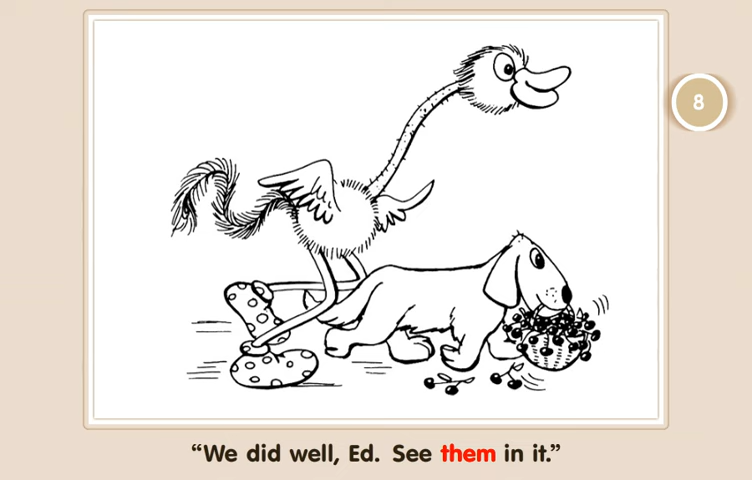 8
“We did well, Ed. See them in it.”